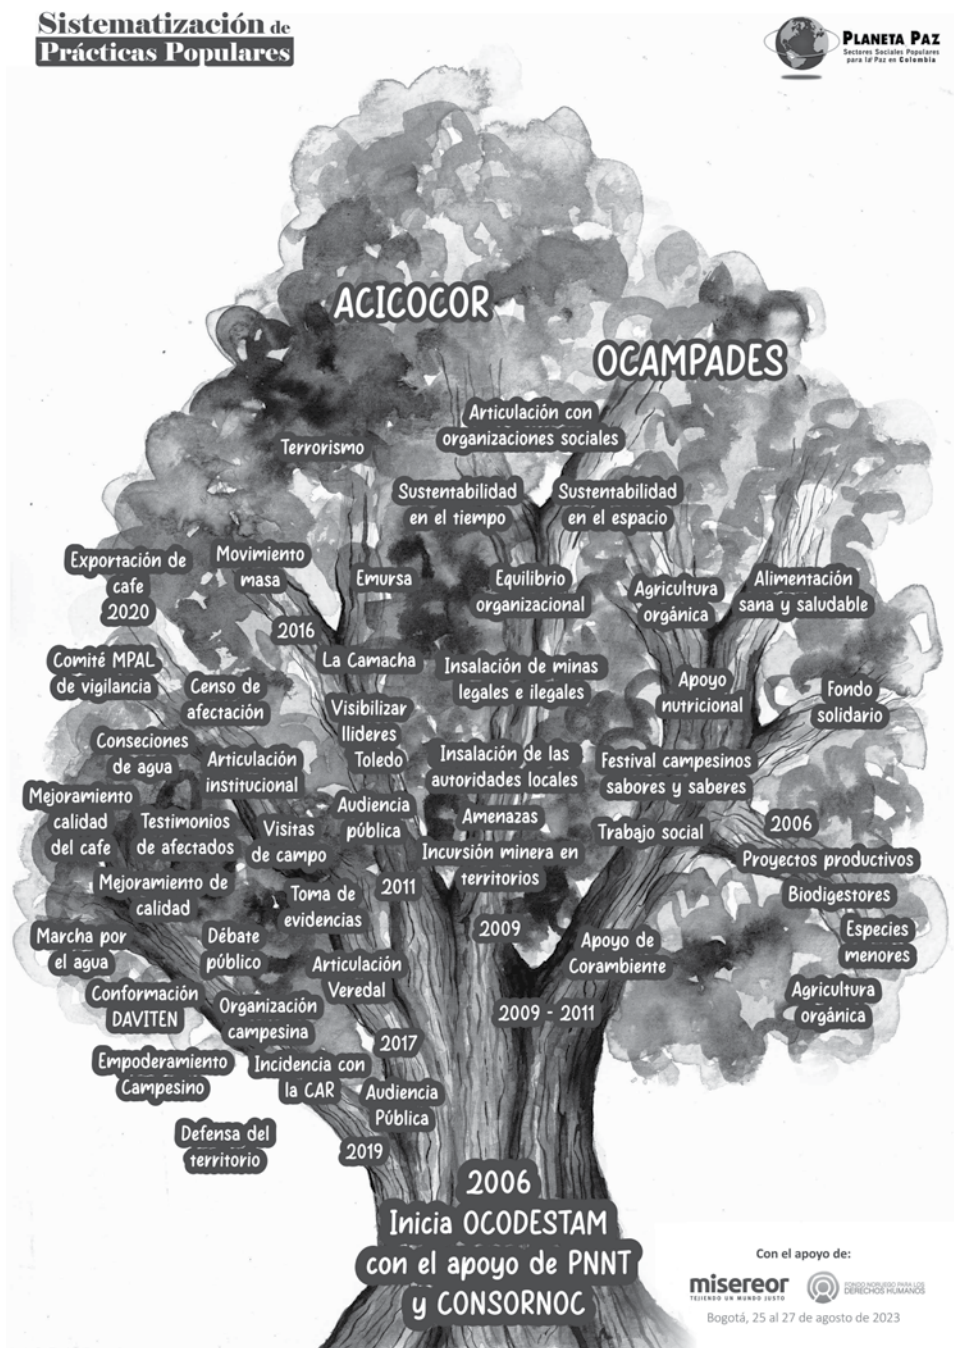 Sistematización de
Prácticas Populares
PLANETA PAZ
Sectores Sociales Populares
para la Paz en Colombia
ACICOCOR
OCAMPADES
Articulación con
organizaciones sociales
Terrorismo
Sustentabilidad
en el tiempo
Sustentabilidad
en el espacio
Exportación de
cafe
2020
Movimiento
masa
Emursa
Equilibrio
organizacional
Agricultura
orgánica
Alimentación
sana y saludable
2016
Comité MPAL
de vigilancia
Censo de
afectación
La Camacha
Visibilizar
llideres
Toledo
Insalación de minas
legales e ilegales
Apoyo
nutricional
Fondo
solidario
Conseciones
de agua
Articulación
institucional
Insalación de las
autoridades locales
Festival campesinos
sabores y saberes
Mejoramiento
calidad
del cafe
Testimonios
de afectados
Visitas
de campo
Audiencia
pública
Amenazas
Incursión minera en
territorios
Trabajo social
2006
Proyectos productivos
Biodigestores
Especies
menores
Agricultura
orgánica
Mejoramiento de
calidad
Toma de
evidencias
2011
2009
Apoyo de
Corambiente
Marcha por
el agua
Débate
público
Articulación
Veredal
2009 - 2011
Conformación
DAVITEN
Organización
campesina
2017
Empoderamiento
Campesino
Incidencia con
la CAR
Audiencia
Pública
Defensa del
territorio
2019
2006
Inicia OCODESTAM
con el apoyo de PNNT
y CONSORNOC
Con el apoyo de:
misereor
TEJIENDO UN MUNDO JUSTO
FONDO NORUEGO PARA LOS
DERECHOS HUMANOS
Bogotá, 25 al 27 de agosto de 2023